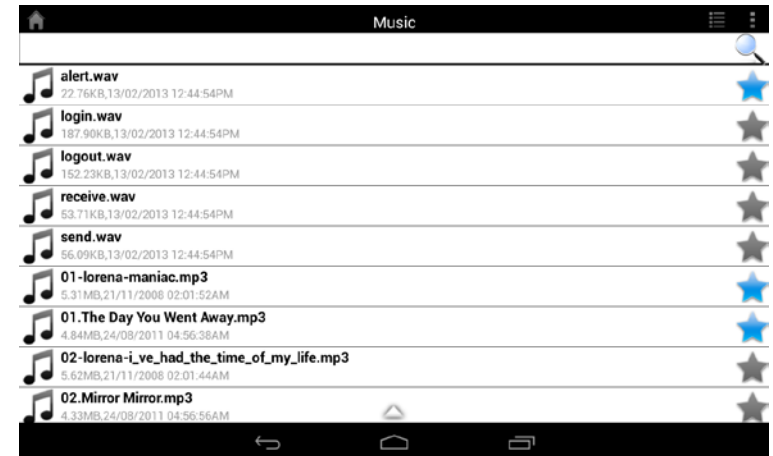 Music
alert.wav
22.76KB,13/02/2013 12:44:54PM
login.wav
187.90KB,13/02/2013 12:44:54PM
logout.wav
152.23KB,13/02/2013 12:44:54PM
receive.wav
53.71KB,13/02/2013 12:44:54PM
send.wav
56.09KB,13/02/2013 12:44:54PM
01-lorena-maniac.mp3
5.31MB,21/11/2008 02:01:52AM
01.The Day You Went Away.mp3
4.84MB,24/08/2011 04:56:38AM
02-lorena-i_ve_had_the_time_of_my_life.mp3
5.62MB,21/11/2008 02:01:44AM
02.Mirror Mirror.mp3
4.33MB,24/08/2011 04:56:56AM